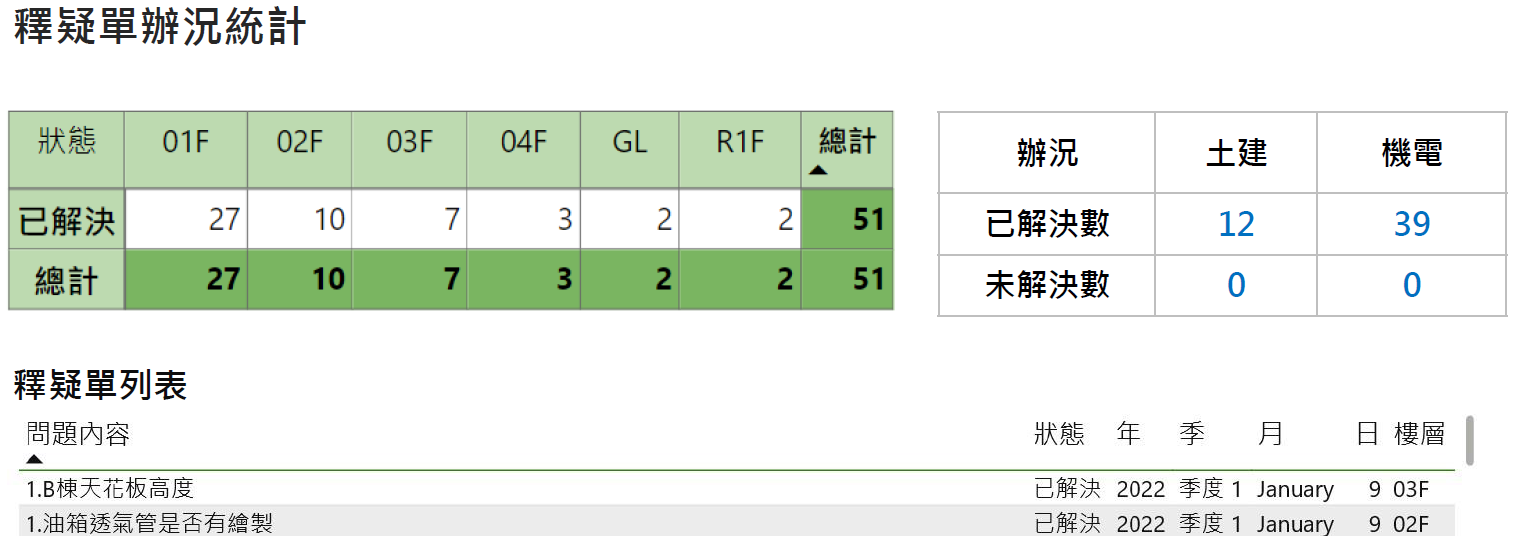 釋疑單辦況統計
狀態 01F 02F 03F 04F GL R1F 總計
已解決 27 10 7 3 2 2 51
總計 27 10 7 3 2 2 51
辦況 土建 機電
已解決數 12 39
未解決數 0 0
釋疑單列表
問題內容 狀態 年 季 月 日 樓層
1.B棟天花板高度 已解決 2022 季度 1 January 9 03F
1.油箱透氣管是否有繪製 已解決 2022 季度 1 January 9 02F